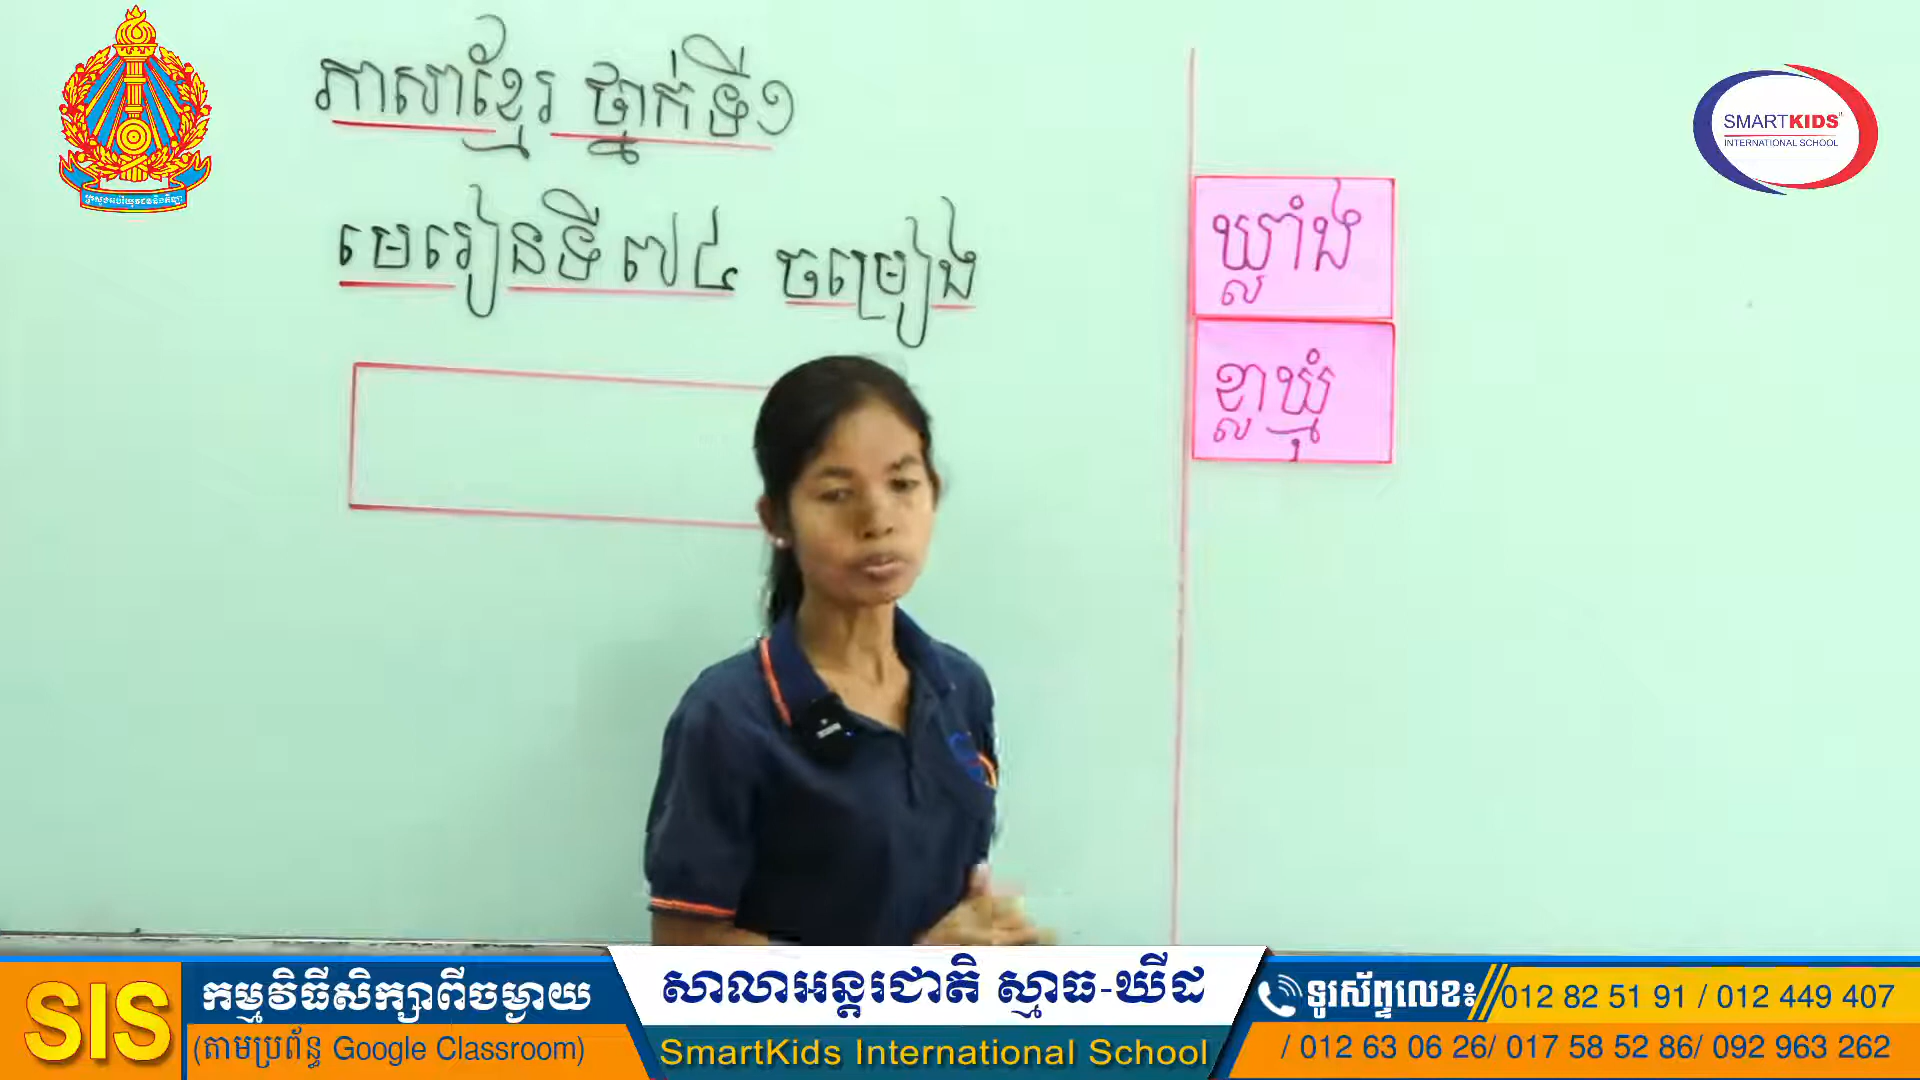 ភាសាខ្មែរ ថ្នាក់ទី១
មេរៀនទី ៧៤ ចម្រៀង
ឃ្លាំង
ខ្លាឃ្មុំ
SMARTKIDS
INTERNATIONAL SCHOOL
SIS
កម្មវិធីសិក្សាពីចម្ងាយ
(តាមប្រព័ន្ធ Google Classroom)
សាលាអន្តរជាតិ ស្មាធ-ឃីដ
SmartKids International School
ទូរស័ព្ទលេខ៖ 012 82 51 91 / 012 449 407
/ 012 63 06 26/ 017 58 52 86/ 092 963 262